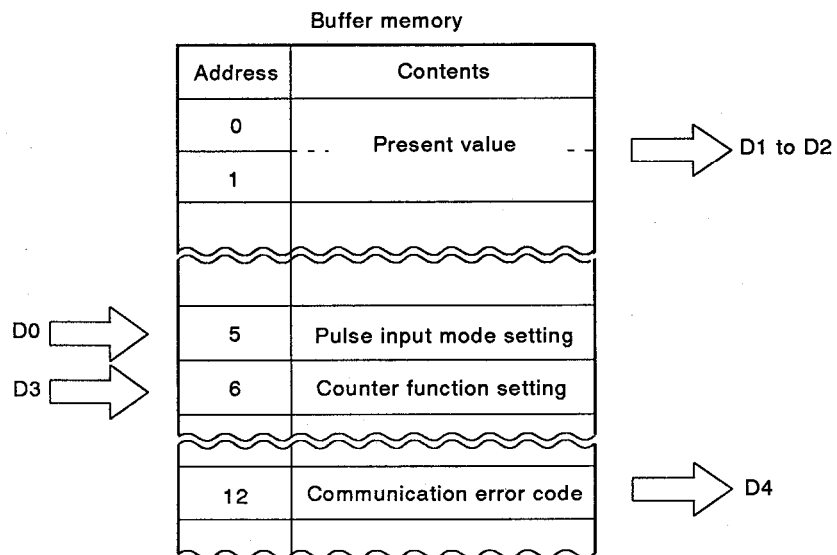 Buffer memory
Address Contents
0
Present value
1
D1 to D2
D0
5 Pulse input mode setting
D3
6 Counter function setting
12 Communication error code
D4